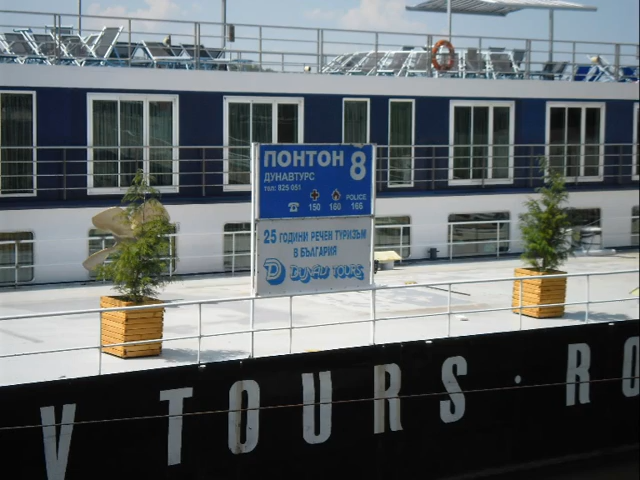 ПОНТОН 8
ДУНАВТУРС
тел: 825 051
150 160 POLICE 166
25 ГОДИНИ РЕЧЕН ТУРИЗЪМ
В БЪЛГАРИЯ
DUNAV TOURS
V TOURS · RO